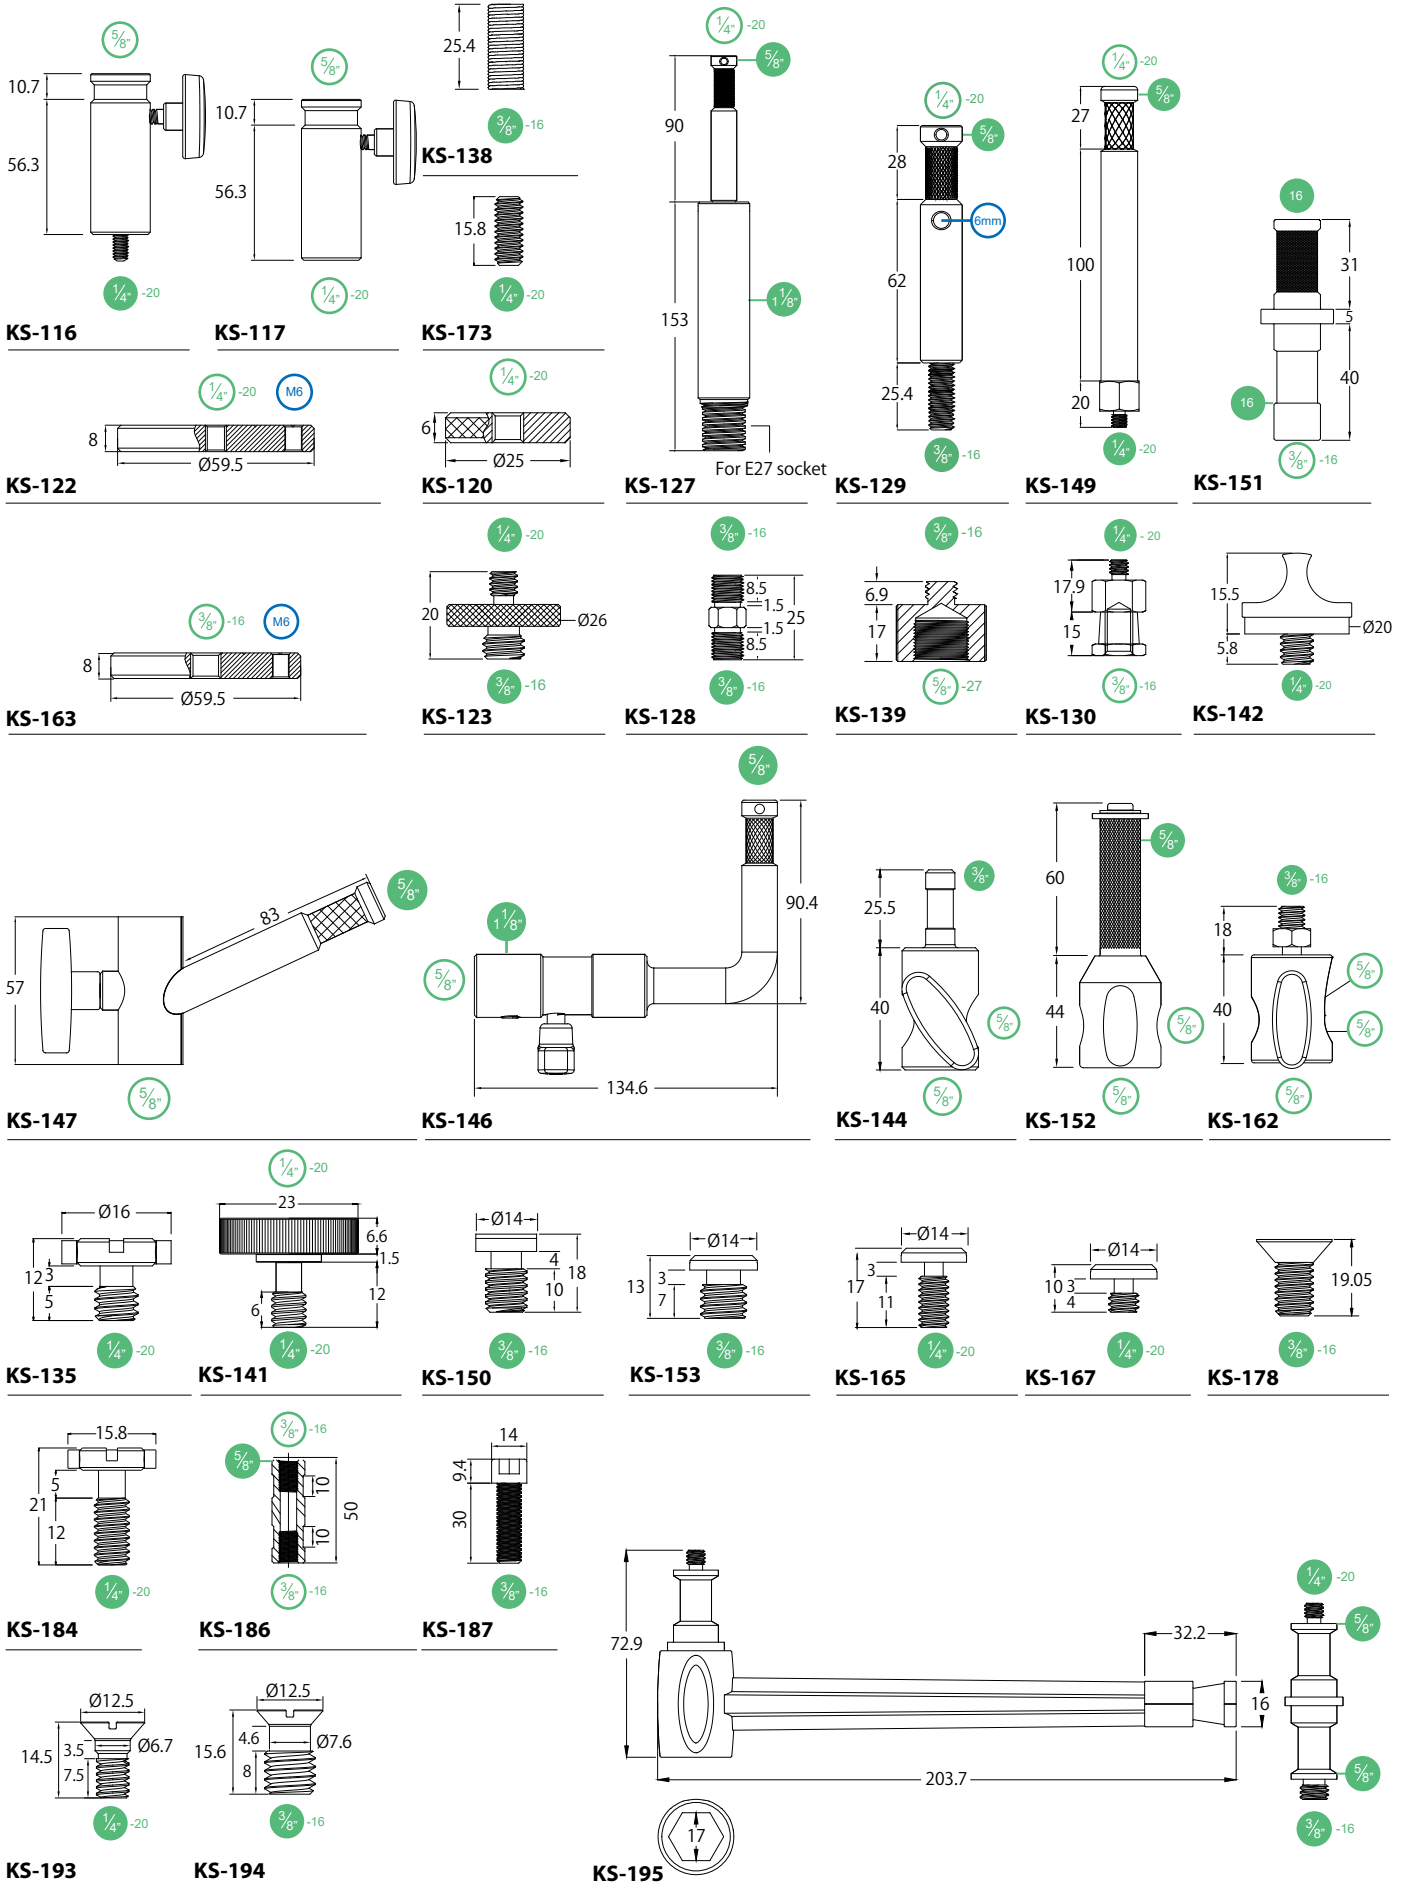 5/8"
10.7
56.3
1/4" -20
KS-116
5/8"
10.7
56.3
1/4" -20
KS-117
25.4
3/8" -16
KS-138
15.8
1/4" -20
KS-173
1/4" -20
5/8"
90
153
1 1/8"
For E27 socket
KS-127
1/4" -20
5/8"
28
6mm
62
25.4
3/8" -16
KS-129
1/4" -20
5/8"
27
100
20
1/4" -20
KS-149
16
31
5
40
16
3/8" -16
KS-151
1/4" -20
M6
8
Ø59.5
KS-122
1/4" -20
6
Ø25
KS-120
3/8" -16
M6
8
Ø59.5
KS-163
1/4" -20
20
Ø26
3/8" -16
KS-123
3/8" -16
8.5
1.5
25
1.5
8.5
3/8" -16
KS-128
3/8" -16
6.9
17
5/8" -27
KS-139
1/4" - 20
17.9
15
3/8" -16
KS-130
15.5
Ø20
5.8
1/4" -20
KS-142
83
5/8"
57
5/8"
KS-147
5/8"
90.4
1 1/8"
5/8"
134.6
KS-146
3/8"
25.5
40
5/8"
5/8"
KS-144
5/8"
60
44
5/8"
5/8"
KS-152
3/8" -16
18
5/8"
40
5/8"
5/8"
KS-162
Ø16
12
3
5
1/4" -20
KS-135
1/4" -20
23
6.6
1.5
12
6
1/4" -20
KS-141
Ø14
4
18
10
3/8" -16
KS-150
Ø14
13
3
7
3/8" -16
KS-153
Ø14
3
17
11
1/4" -20
KS-165
Ø14
10
3
4
1/4" -20
KS-167
19.05
3/8" -16
KS-178
15.8
5
21
12
1/4" -20
KS-184
3/8" -16
5/8"
10
50
10
3/8" -16
KS-186
14
9.4
30
3/8" -16
KS-187
Ø12.5
14.5
3.5
Ø6.7
7.5
1/4" -20
KS-193
Ø12.5
15.6
4.6
Ø7.6
8
3/8" -16
KS-194
72.9
32.2
16
203.7
17
1/4" -20
5/8"
5/8"
3/8" -16
KS-195